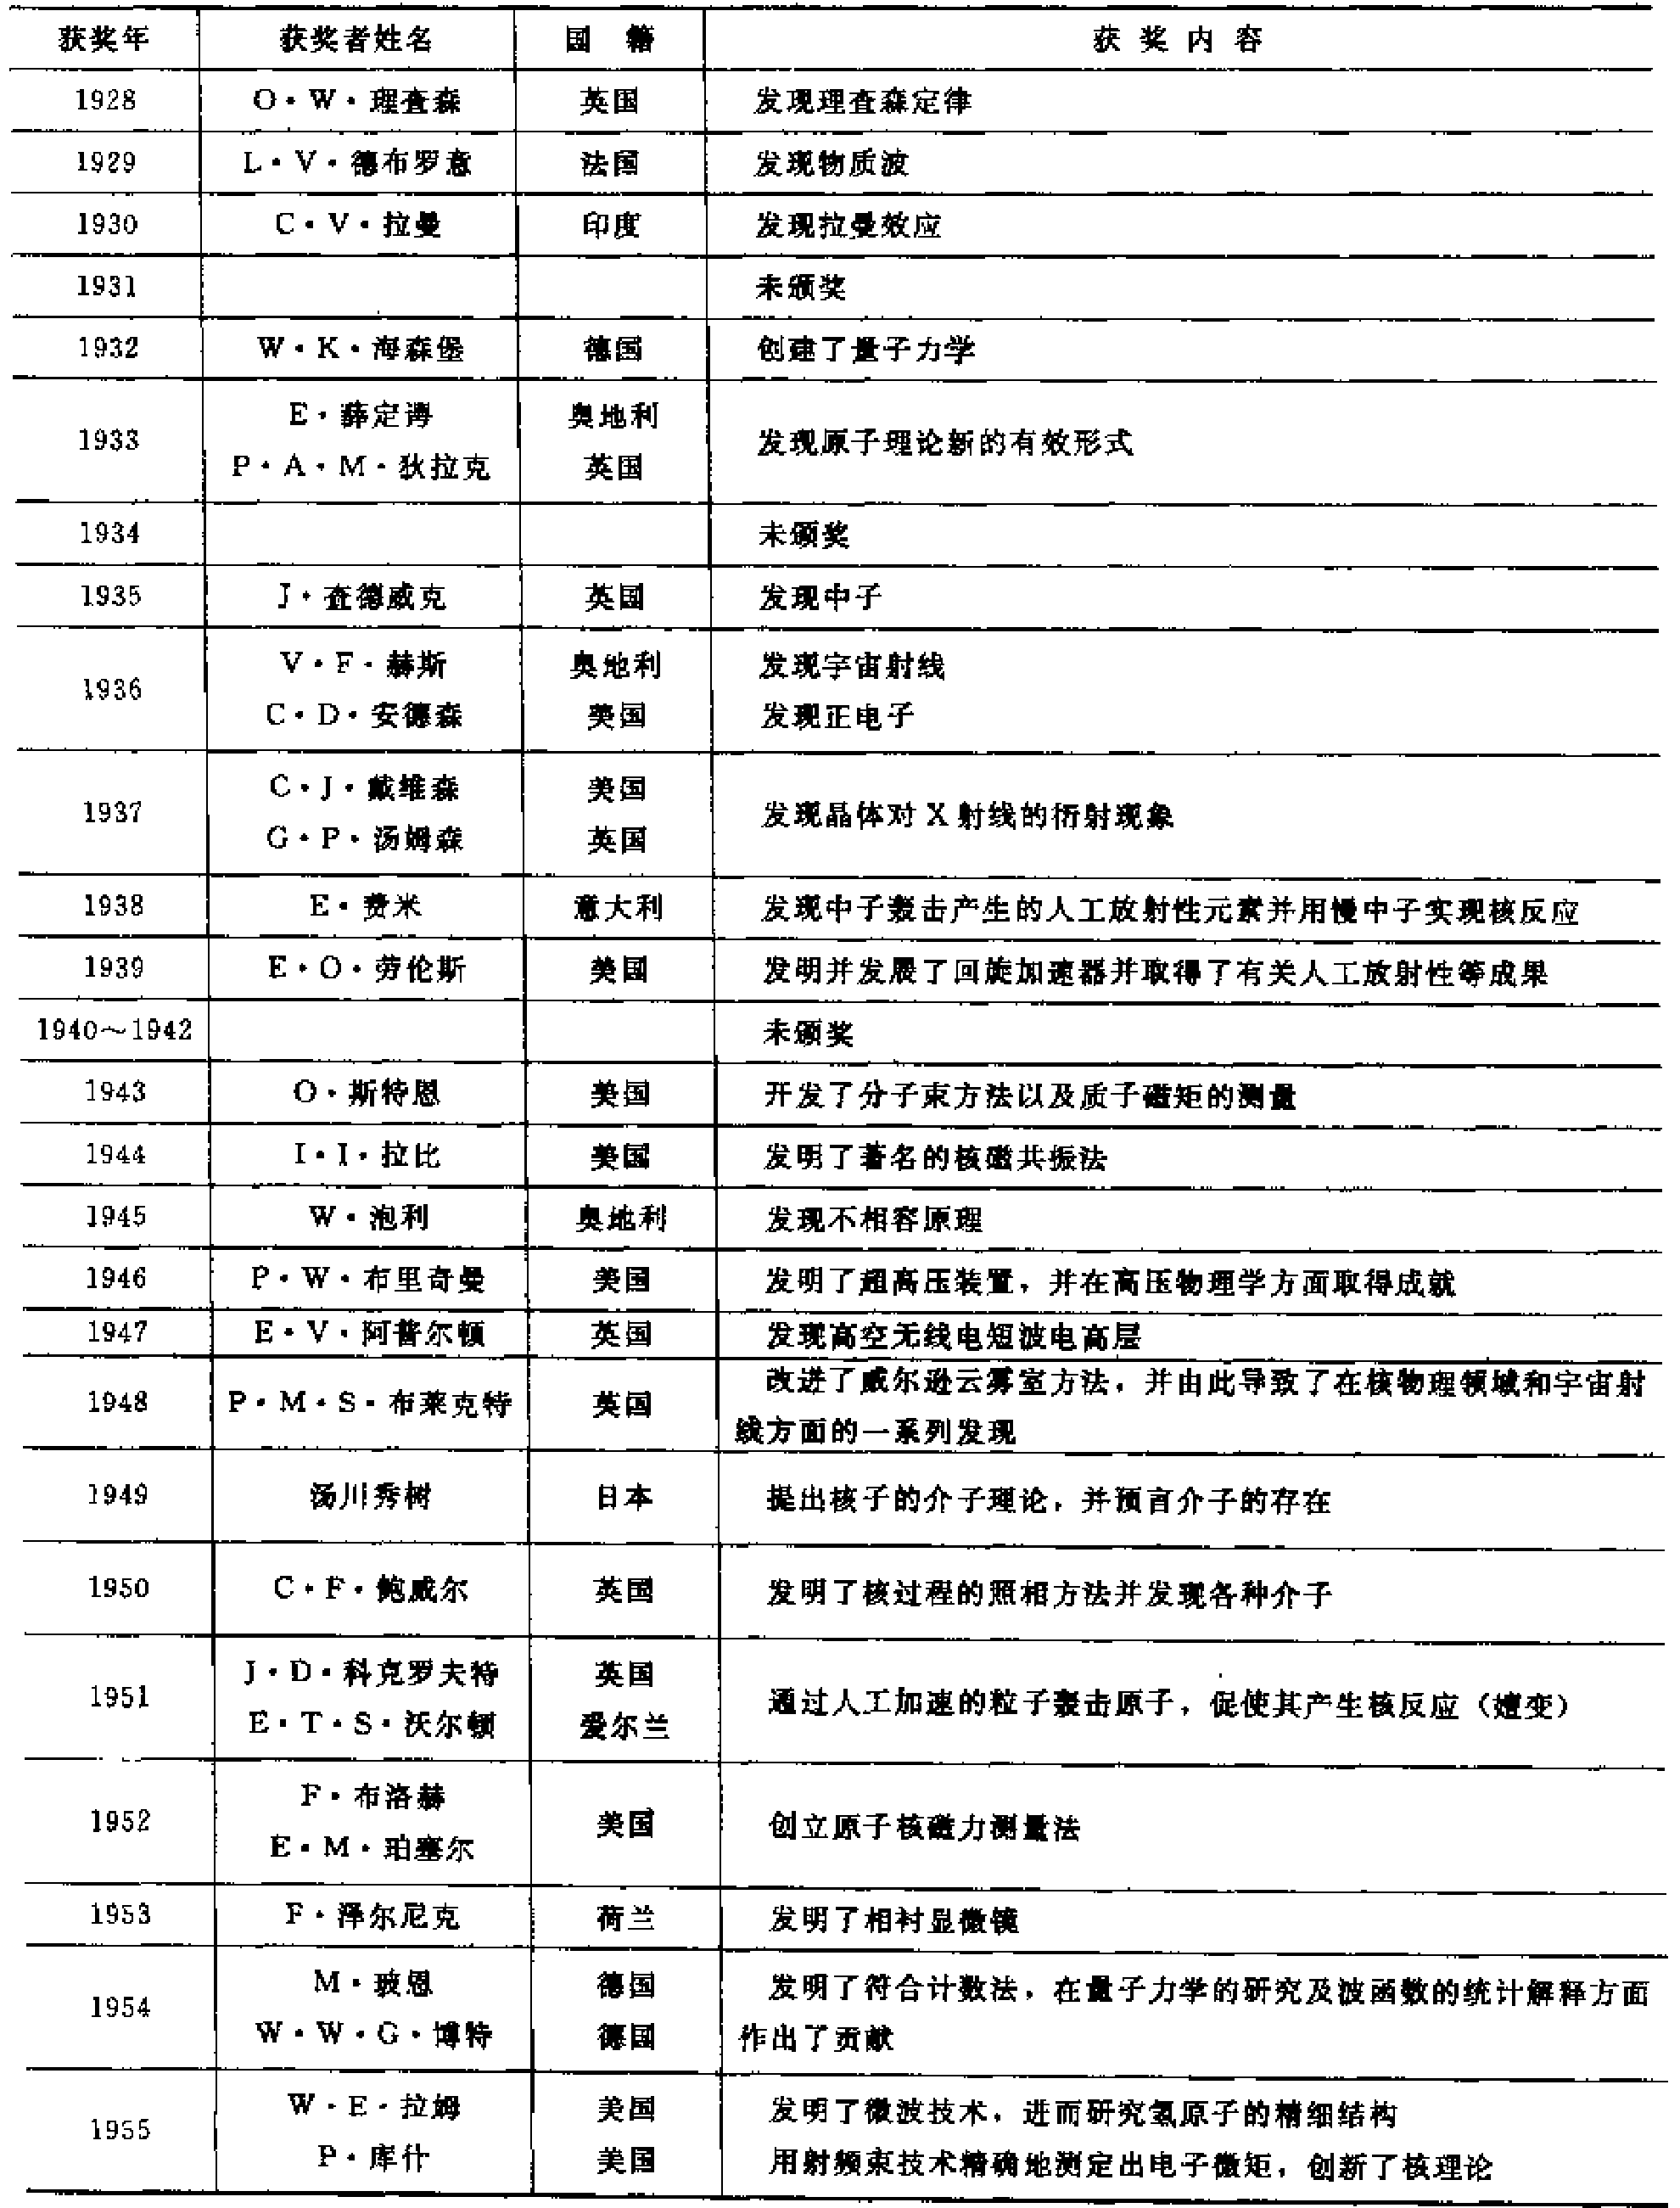 获奖年 获奖者姓名 国籍 获奖内容
1928 O·W·理查森 英国 发现理查森定律
1929 L·V·德布罗意 法国 发现物质波
1930 C·V·拉曼 印度 发现拉曼效应
1931 未颁奖
1932 W·K·海森堡 德国 创建了量子力学
1933 E·薛定谔 奥地利 发现原子理论新的有效形式
P·A·M·狄拉克 英国
1934 未颁奖
1935 J·查德威克 英国 发现中子
1936 V·F·赫斯 奥地利 发现宇宙射线
C·D·安德森 美国 发现正电子
1937 C·J·戴维森 美国 发现晶体对X射线的衍射现象
G·P·汤姆森 英国
1938 E·费米 意大利 发现中子轰击产生的人工放射性元素并用慢中子实现核反应
1939 E·O·劳伦斯 美国 发明并发展了回旋加速器并取得了有关人工放射性等成果
1940～1942 未颁奖
1943 O·斯特恩 美国 开发了分子束方法以及质子磁矩的测量
1944 I·I·拉比 美国 发明了著名的核磁共振法
1945 W·泡利 奥地利 发现不相容原理
1946 P·W·布里奇曼 美国 发明了超高压装置，并在高压物理学方面取得成就
1947 E·V·阿普尔顿 英国 发现高空无线电短波电离层
1948 P·M·S·布莱克特 英国 改进了威尔逊云雾室方法，并由此导致了在核物理领域和宇宙射
线方面的一系列发现
1949 汤川秀树 日本 提出核子的介子理论，并预言介子的存在
1950 C·F·鲍威尔 英国 发明了核过程的照相方法并发现各种介子
1951 J·D·科克罗夫特 英国 通过人工加速的粒子轰击原子，促使其产生核反应（嬗变）
E·T·S·沃尔顿 爱尔兰
1952 F·布洛赫 美国 创立原子核磁力测量法
E·M·珀塞尔
1953 F·泽尔尼克 荷兰 发明了相衬显微镜
1954 M·玻恩 德国 发明了符合计数法，在量子力学的研究及波函数的统计解释方面
W·W·G·博特 德国 作出了贡献
1955 W·E·拉姆 美国 发明了微波技术，进而研究氢原子的精细结构
P·库什 美国 用射频束技术精确地测定出电子微矩，创新了核理论